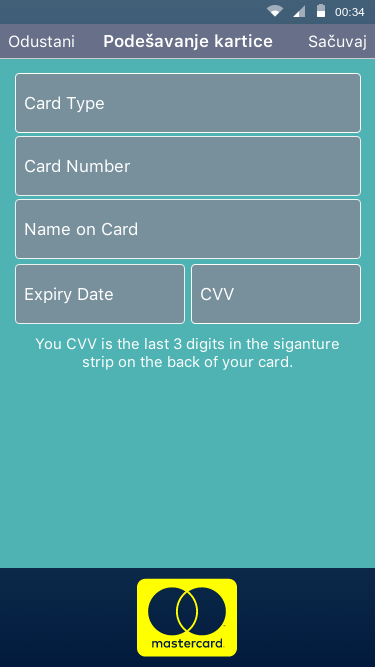 00:34
Odustani Podešavanje kartice Sačuvaj
Card Type
Card Number
Name on Card
Expiry Date CVV
You CVV is the last 3 digits in the siganture
strip on the back of your card.
mastercard.